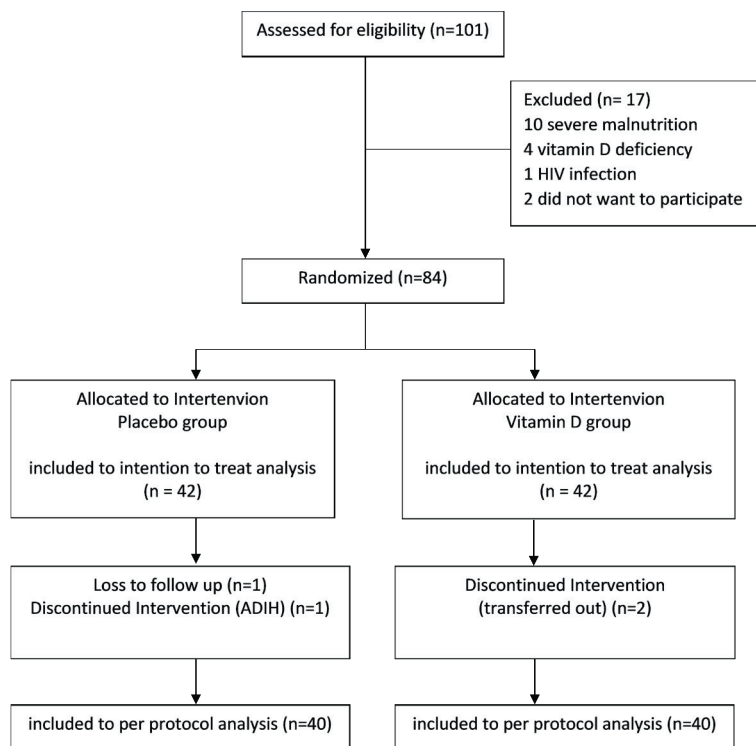 Assessed for eligibility (n=101)
Excluded (n= 17)
10 severe malnutrition
4 vitamin D deficiency
1 HIV infection
2 did not want to participate
Randomized (n=84)
Allocated to Intertenvion
Placebo group
included to intention to treat analysis
(n = 42)
Allocated to Intertenvion
Vitamin D group
included to intention to treat analysis
(n = 42)
Loss to follow up (n=1)
Discontinued Intervention (ADIH) (n=1)
Discontinued Intervention
(transferred out) (n=2)
included to per protocol analysis (n=40)
included to per protocol analysis (n=40)